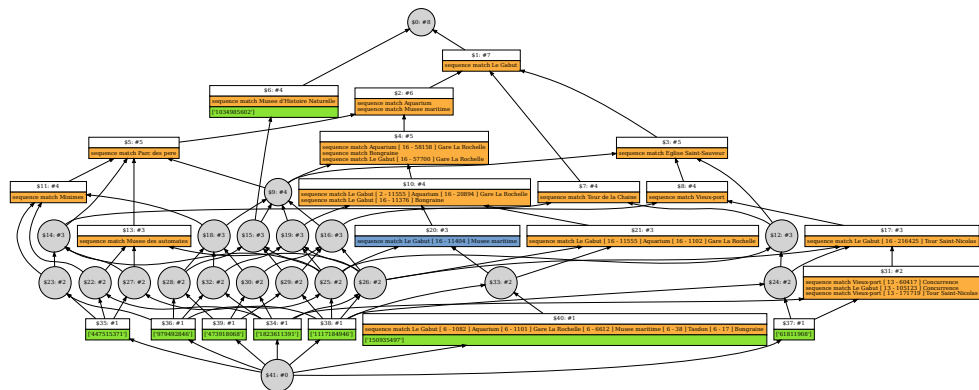 $0: #8
$1: #7
sequence match Le Gabut
$6: #4
sequence match Musee d'Histoire Naturelle
['1034985602']
$2: #6
sequence match Aquarium
sequence match Musee maritime
$5: #5
sequence match Parc des pere
$4: #5
sequence match Aquarium [ 16 - 58158 ] Gare La Rochelle
sequence match Bongraine
sequence match Le Gabut [ 16 - 57700 ] Gare La Rochelle
$3: #5
sequence match Eglise Saint-Sauveur
$11: #4
sequence match Minimes
$9: #4
$10: #4
sequence match Le Gabut [ 2 - 11555 ] Aquarium [ 16 - 20894 ] Gare La Rochelle
sequence match Le Gabut [ 16 - 11376 ] Bongraine
$7: #4
sequence match Tour de la Chaine
$8: #4
sequence match Vieux-port
$14: #3
$13: #3
sequence match Musee des automates
$18: #3
$15: #3
$19: #3
$16: #3
$20: #3
sequence match Le Gabut [ 16 - 11404 ] Musee maritime
$21: #3
sequence match Le Gabut [ 16 - 11555 ] Aquarium [ 16 - 1102 ] Gare La Rochelle
$12: #3
$17: #3
sequence match Le Gabut [ 16 - 216425 ] Tour Saint-Nicolas
$23: #2
$22: #2
$27: #2
$28: #2
$32: #2
$30: #2
$29: #2
$25: #2
$26: #2
$33: #2
$24: #2
$31: #2
sequence match Vieux-port [ 13 - 60417 ] Concurrence
sequence match Le Gabut [ 13 - 105123 ] Concurrence
sequence match Vieux-port [ 13 - 171719 ] Tour Saint-Nicolas
$35: #1
['447515371']
$36: #1
['979492846']
$39: #1
['473918068']
$34: #1
['1823611391']
$38: #1
['1117184946']
$40: #1
sequence match Le Gabut [ 6 - 1082 ] Aquarium [ 6 - 1101 ] Gare La Rochelle [ 6 - 6612 ] Musee maritime [ 6 - 38 ] Tasdon [ 6 - 17 ] Bongraine
['150935497']
$37: #1
['61811908']
$41: #0